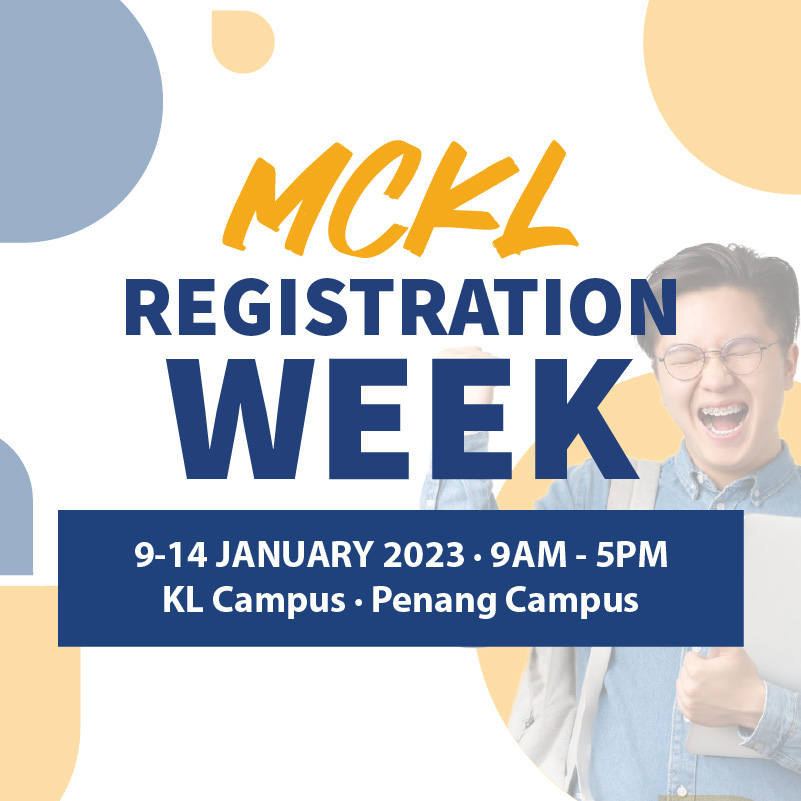 MCKL
REGISTRATION
WEEK
9-14 JANUARY 2023 · 9AM - 5PM
KL Campus · Penang Campus